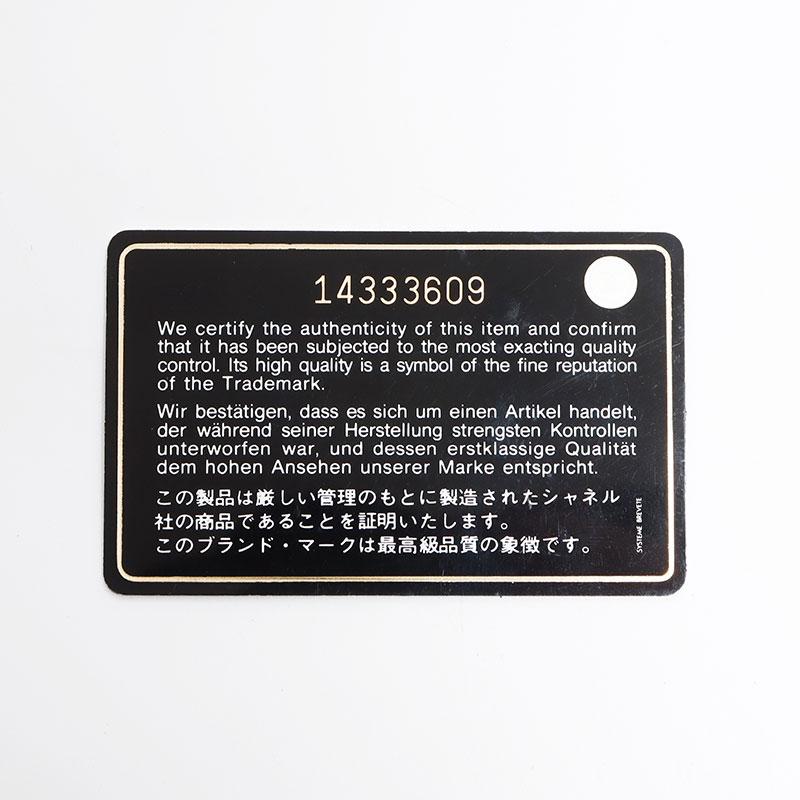 14333609
We certify the authenticity of this item and confirm
that it has been subjected to the most exacting quality
control. Its high quality is a symbol of the fine reputation
of the Trademark.
Wir bestätigen, dass es sich um einen Artikel handelt,
der während seiner Herstellung strengsten Kontrollen
unterworfen war, und dessen erstklassige Qualität
dem hohen Ansehen unserer Marke entspricht.
この製品は厳しい管理のもとに製造されたシャネル
社の商品であることを証明いたします。
このブランド・マークは最高級品質の象徴です。
SYSTEME BREVETE